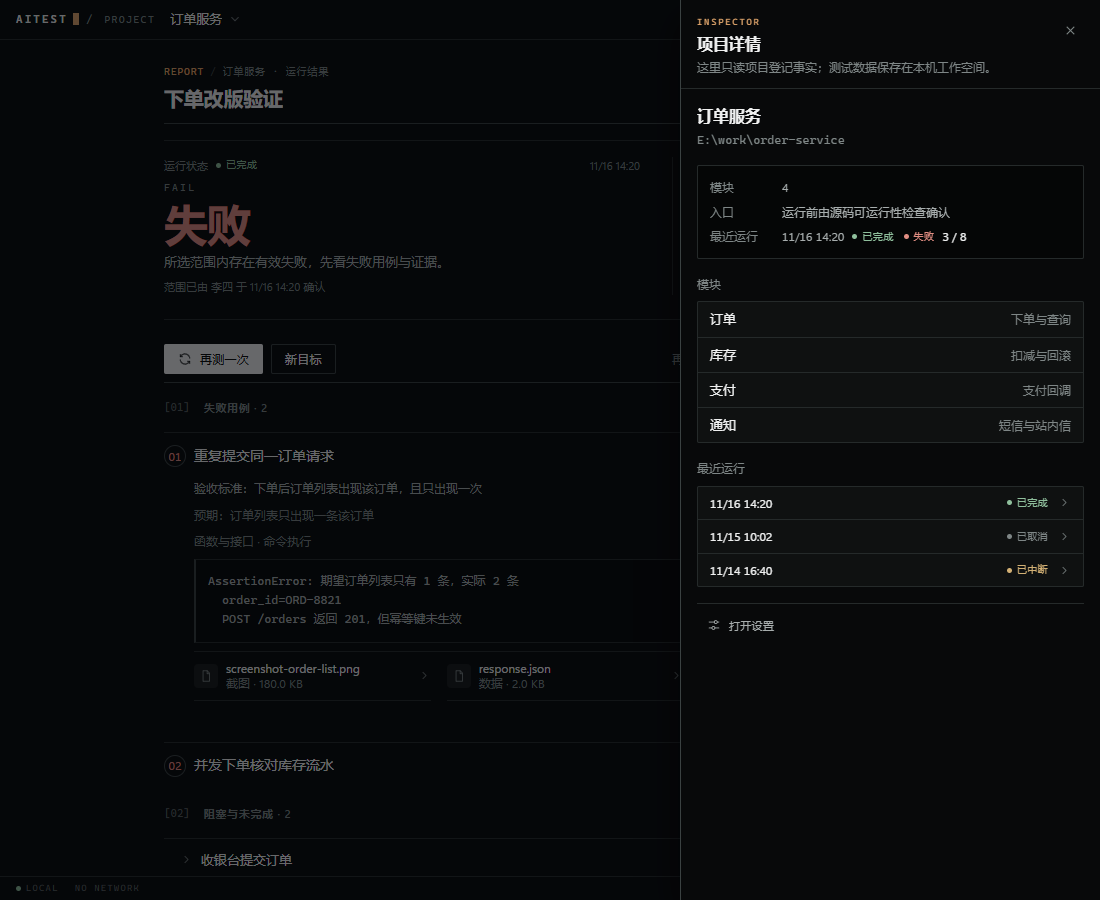 AITEST / PROJECT 订单服务
REPORT / 订单服务 · 运行结果
下单改版验证
运行状态 已完成 11/16 14:20
FAIL
失败
所选范围内存在有效失败，先看失败用例与证据。
范围已由 李四 于 11/16 14:20 确认
再测一次 新目标
[01] 失败用例 · 2
01 重复提交同一订单请求
验收标准：下单后订单列表出现该订单，且只出现一次
预期：订单列表只出现一条该订单
函数与接口 · 命令执行
AssertionError: 期望订单列表只有 1 条，实际 2 条
order_id=ORD-8821
POST /orders 返回 201，但幂等键未生效
screenshot-order-list.png
截图 · 180.0 KB
response.json
数据 · 2.0 KB
02 并发下单核对库存流水
[02] 阻塞与未完成 · 2
收银台提交订单
LOCAL NO NETWORK
INSPECTOR
项目详情
这里只读项目登记事实；测试数据保存在本机工作空间。
订单服务
E:\work\order-service
模块 4
入口 运行前由源码可运行性检查确认
最近运行 11/16 14:20 已完成 失败 3 / 8
模块
订单 下单与查询
库存 扣减与回滚
支付 支付回调
通知 短信与站内信
最近运行
11/16 14:20 已完成
11/15 10:02 已取消
11/14 16:40 已中断
打开设置